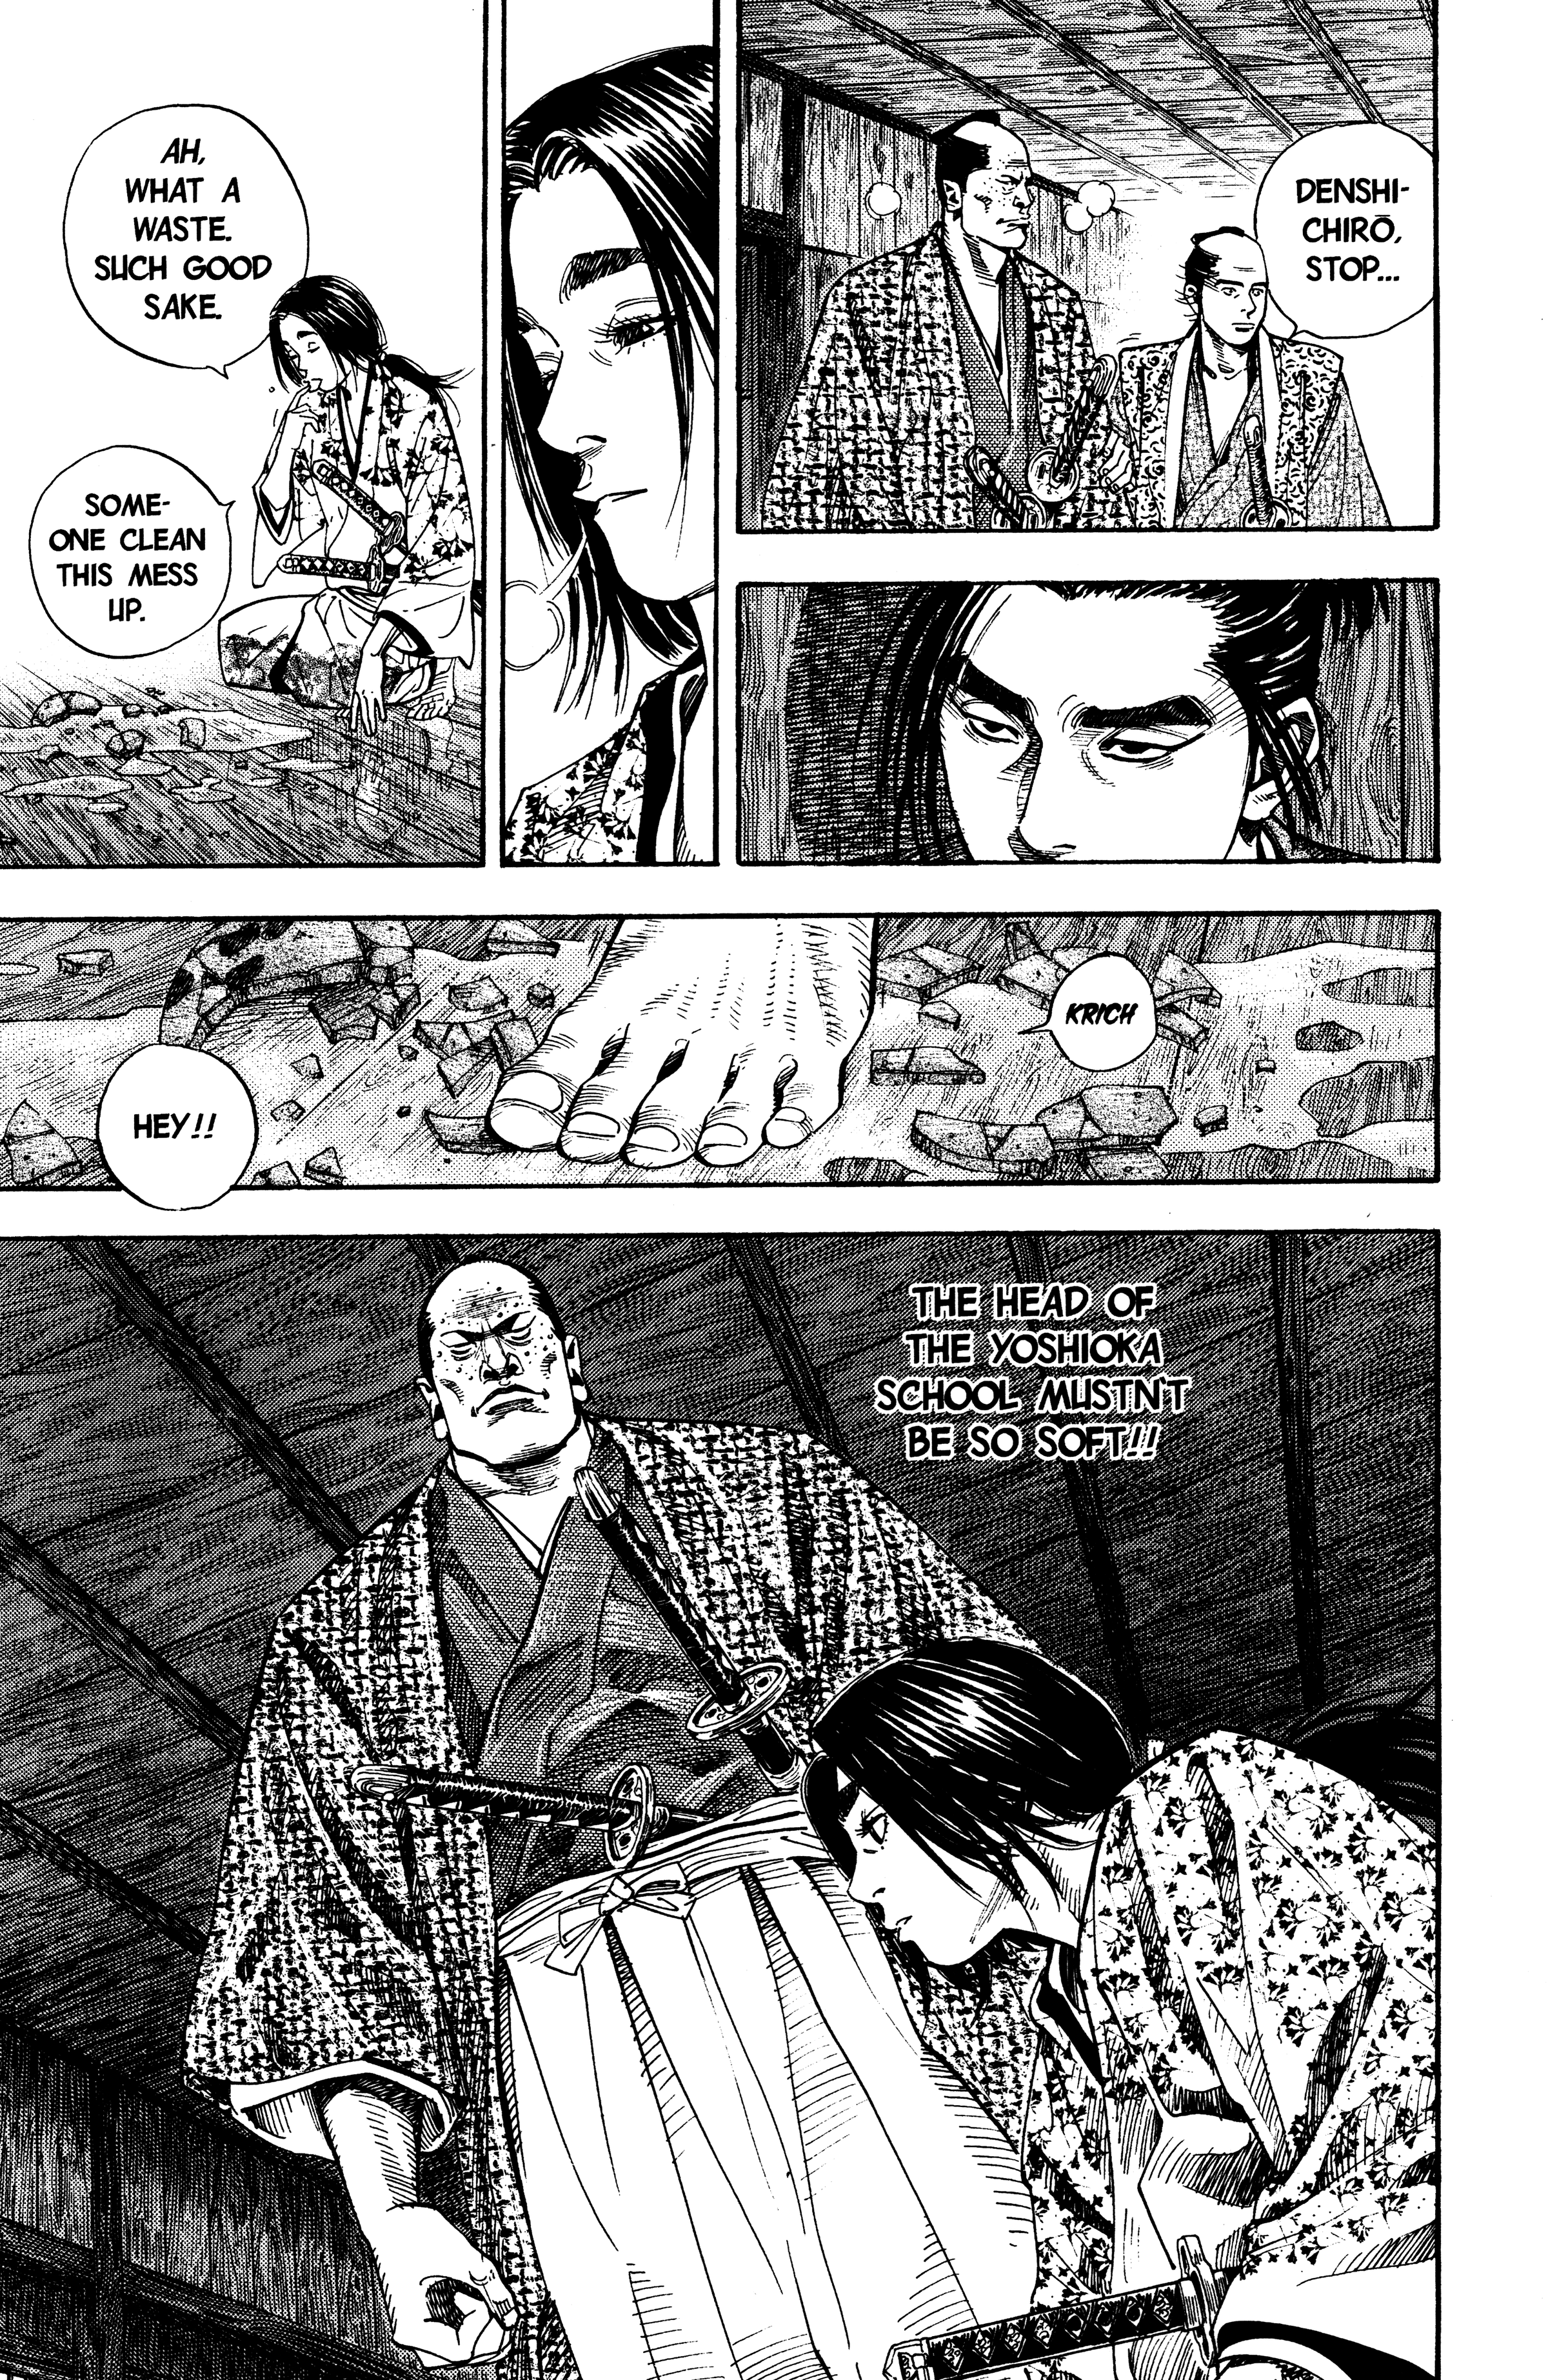 DENSHI-
CHIRŌ,
STOP...
AH,
WHAT A
WASTE.
SUCH GOOD
SAKE.
SOME-
ONE CLEAN
THIS MESS
UP.
KRICH
HEY!!
THE HEAD OF
THE YOSHIOKA
SCHOOL MUSTN'T
BE SO SOFT!!